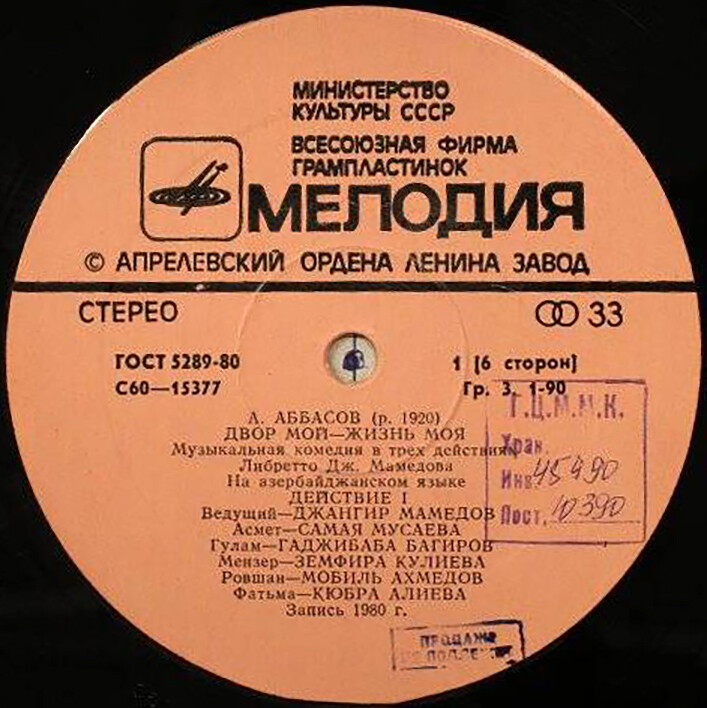 МИНИСТЕРСТВО
КУЛЬТУРЫ СССР
ВСЕСОЮЗНАЯ ФИРМА
ГРАМПЛАСТИНОК
МЕЛОДИЯ
© АПРЕЛЕВСКИЙ ОРДЕНА ЛЕНИНА ЗАВОД
СТЕРЕО 33
ГОСТ 5289-80 1 [6 сторон]
С60—15377 Гр. 3. 1-90
А. АББАСОВ (р. 1920)
ДВОР МОЙ—ЖИЗНЬ МОЯ
Музыкальная комедия в трех действиях
Либретто Дж. Мамедова
На азербайджанском языке
ДЕЙСТВИЕ I
Ведущий—ДЖАНГИР МАМЕДОВ
Асмет—САМАЯ МУСАЕВА
Гулам—ГАДЖИБАБА БАГИРОВ
Мензер—ЗЕМФИРА КУЛИЕВА
Ровшан—МОБИЛЬ АХМЕДОВ
Фатьма—КЮБРА АЛИЕВА
Запись 1980 г.
Г.Ц.М.М.К.
Хран.
Инв. 45490
Пост. 10390
ПРОДАЖЕ